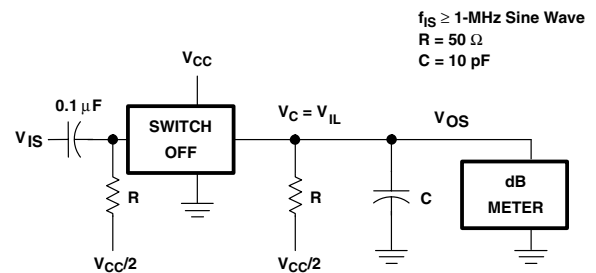 fIS ≥ 1-MHz Sine Wave
R = 50 Ω
C = 10 pF
VCC
0.1 μF
VC = VIL
VOS
VIS
SWITCH
OFF
dB
METER
R
R
C
VCC/2
VCC/2